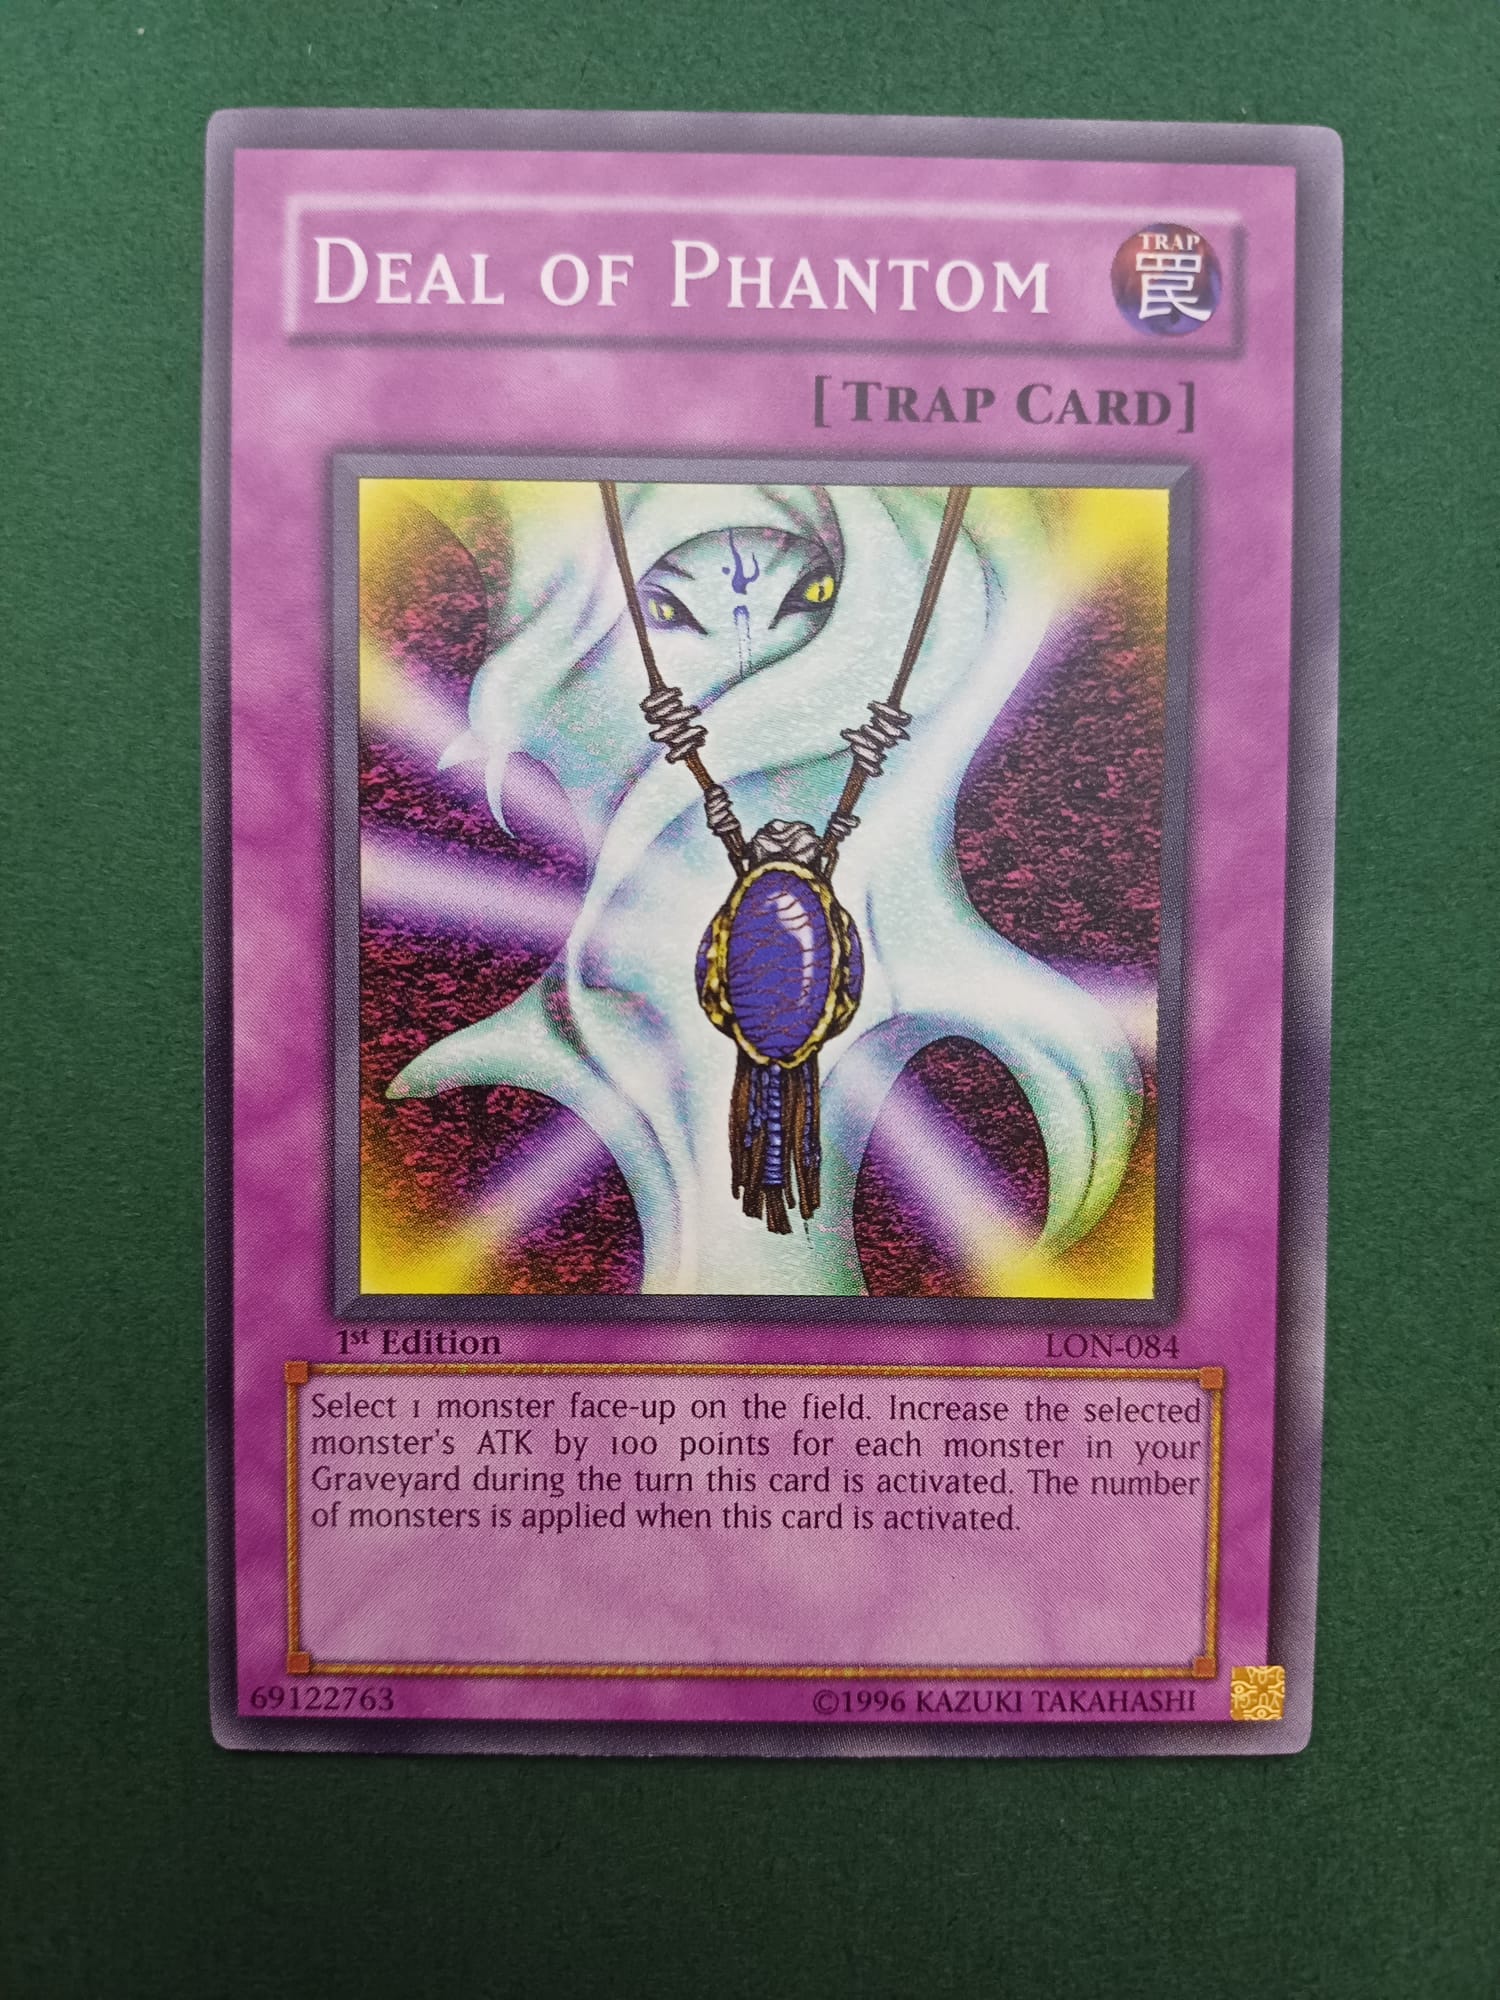 DEAL OF PHANTOM
TRAP
罠
[TRAP CARD]
1st Edition
LON-084
Select 1 monster face-up on the field. Increase the selected
monster's ATK by 100 points for each monster in your
Graveyard during the turn this card is activated. The number
of monsters is applied when this card is activated.
69122763
©1996 KAZUKI TAKAHASHI